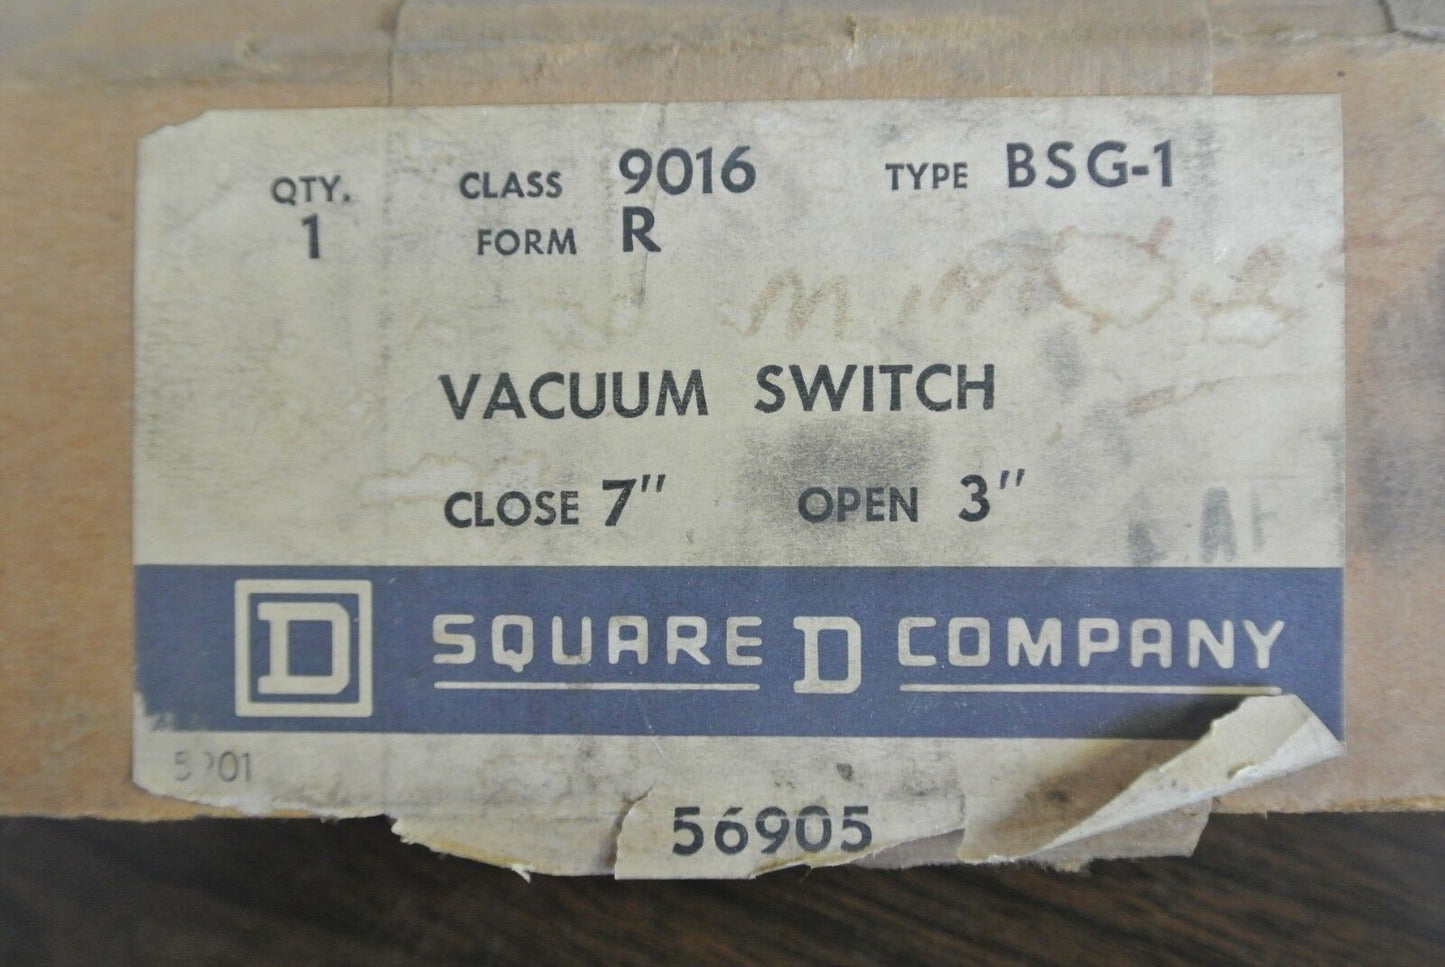 QTY. CLASS 9016 TYPE BSG-1
1 FORM R
VACUUM SWITCH
CLOSE 7" OPEN 3"
D SQUARE D COMPANY
56905